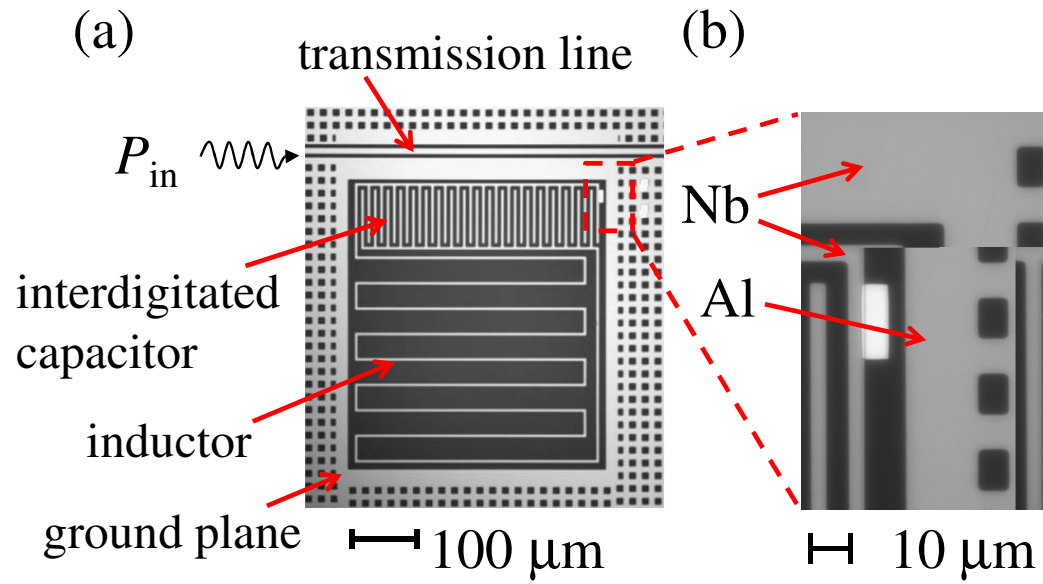 (a)
transmission line
P_in
interdigitated
capacitor
inductor
ground plane
100 μm
(b)
Nb
Al
10 μm